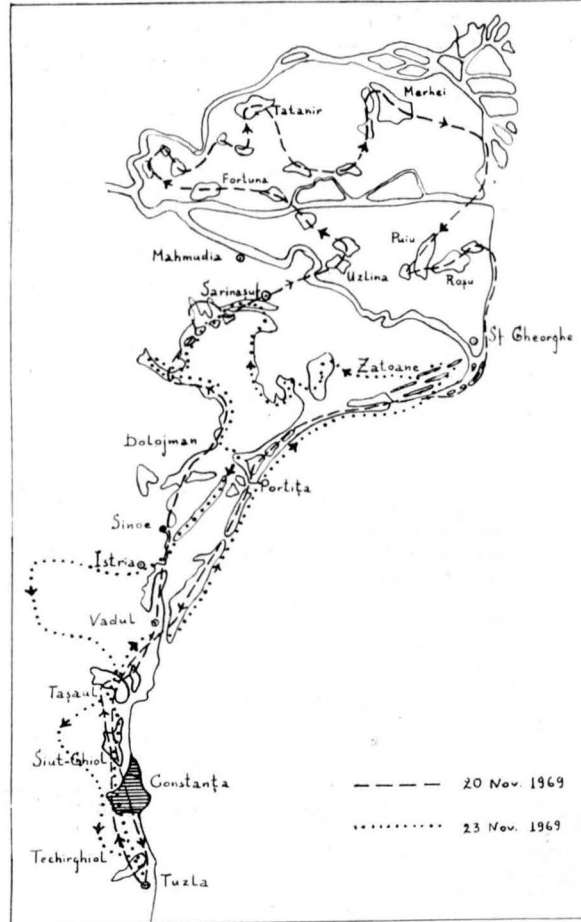 Merhei
Tatanir
Fortuna
Puiu
Mahmudia
Uzlina
Roșu
Sarinasuf
St Gheorghe
Zatoane
Dolojman
Portița
Sinoe
Istria
Vadul
Tașaul
Siut-Ghiol
Constanța
20 Nov. 1969
23 Nov. 1969
Techirghiol
Tuzla